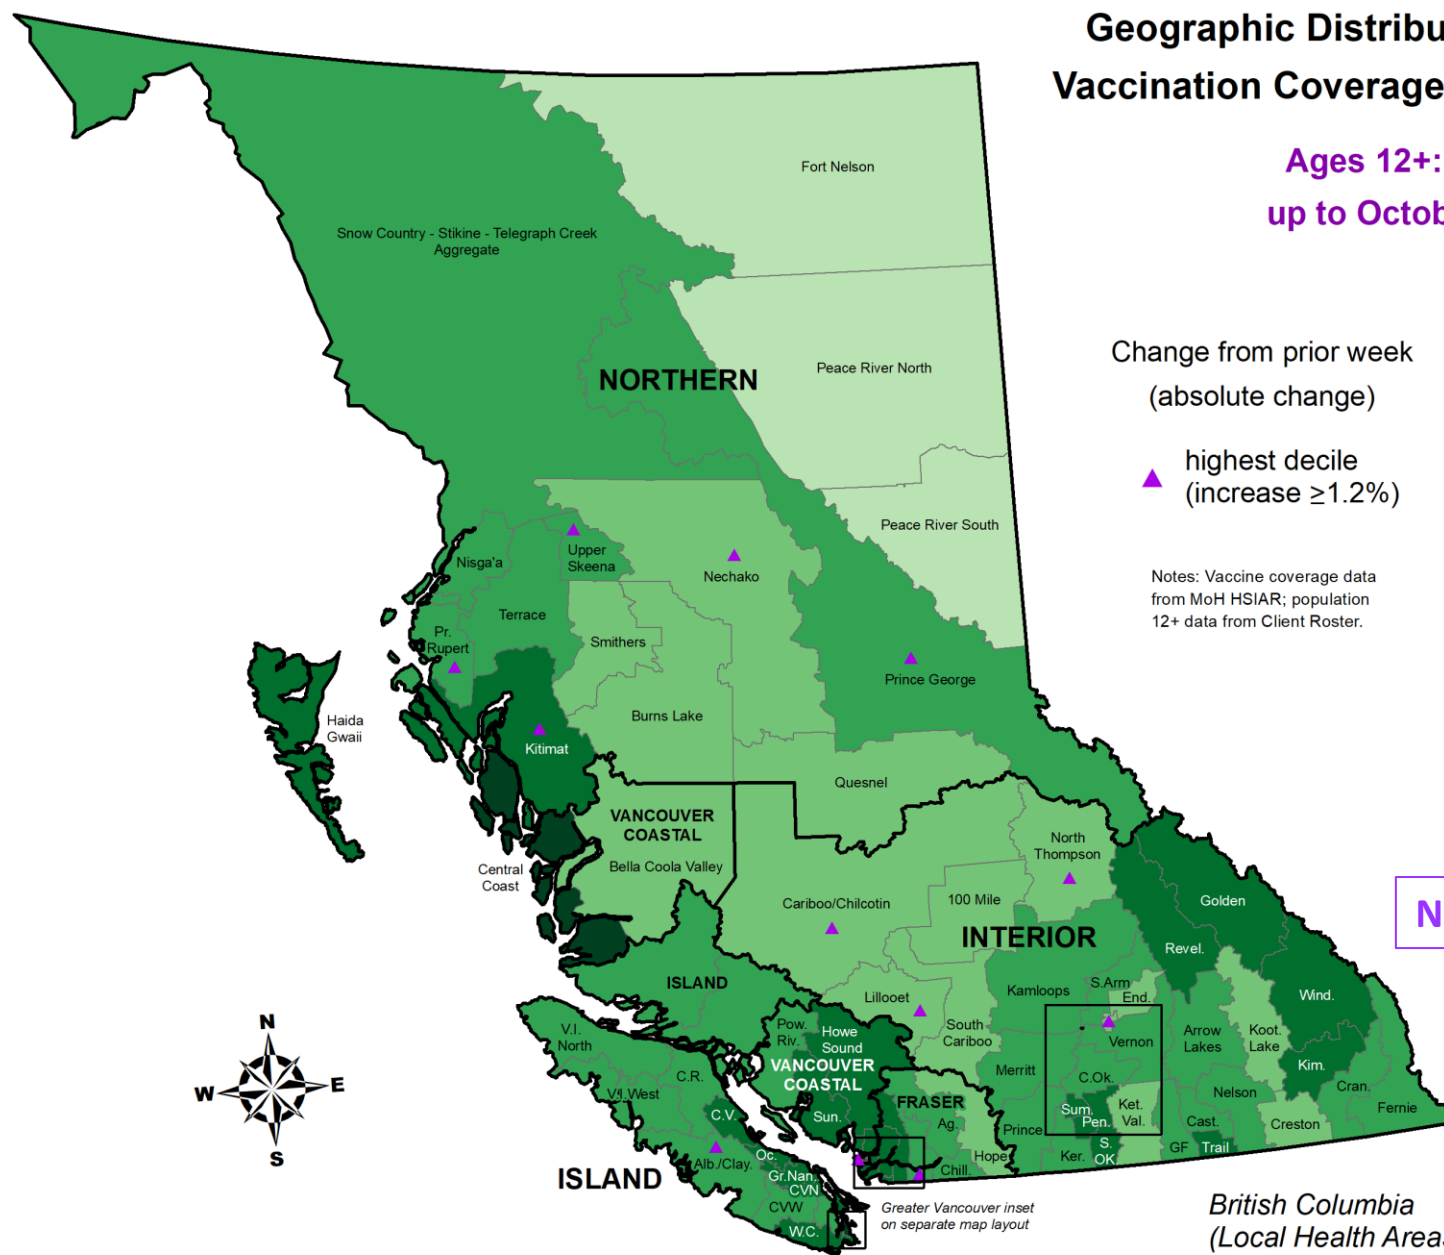 Geographic Distribu
Vaccination Coverage
Ages 12+:
up to Octob
Change from prior week
(absolute change)
highest decile
(increase ≥1.2%)
Notes: Vaccine coverage data
from MoH HSIAR; population
12+ data from Client Roster.
Fort Nelson
Snow Country - Stikine - Telegraph Creek
Aggregate
Peace River North
NORTHERN
Peace River South
Nisga'a
Upper
Skeena
Nechako
Terrace
Smithers
Pr.
Rupert
Prince George
Burns Lake
Haida
Gwaii
Kitimat
Quesnel
VANCOUVER
COASTAL
Bella Coola Valley
Central
Coast
North
Thompson
Cariboo/Chilcotin
100 Mile
Golden
N
INTERIOR
Revel.
ISLAND
Lillooet
Kamloops
S.Arm
End.
Wind.
V.I.
North
Pow.
Riv.
Howe
Sound
South
Cariboo
Vernon
Arrow
Lakes
Koot.
Lake
VANCOUVER
COASTAL
Merritt
C.Ok.
Kim.
C.R.
V.I.West
FRASER
Nelson
Cran.
Fernie
C.V.
Sun.
Ag.
Prince
Sum.
Pen.
Ket.
Val.
Cast.
Creston
Alb./Clay.
Oc.
Hope
Chill.
Ker.
S.
OK
GF
Trail
Gr.Nan.
CVN
CVW
W.C.
ISLAND
Greater Vancouver inset
on separate map layout
N
W
E
S
British Columbia
(Local Health Areas